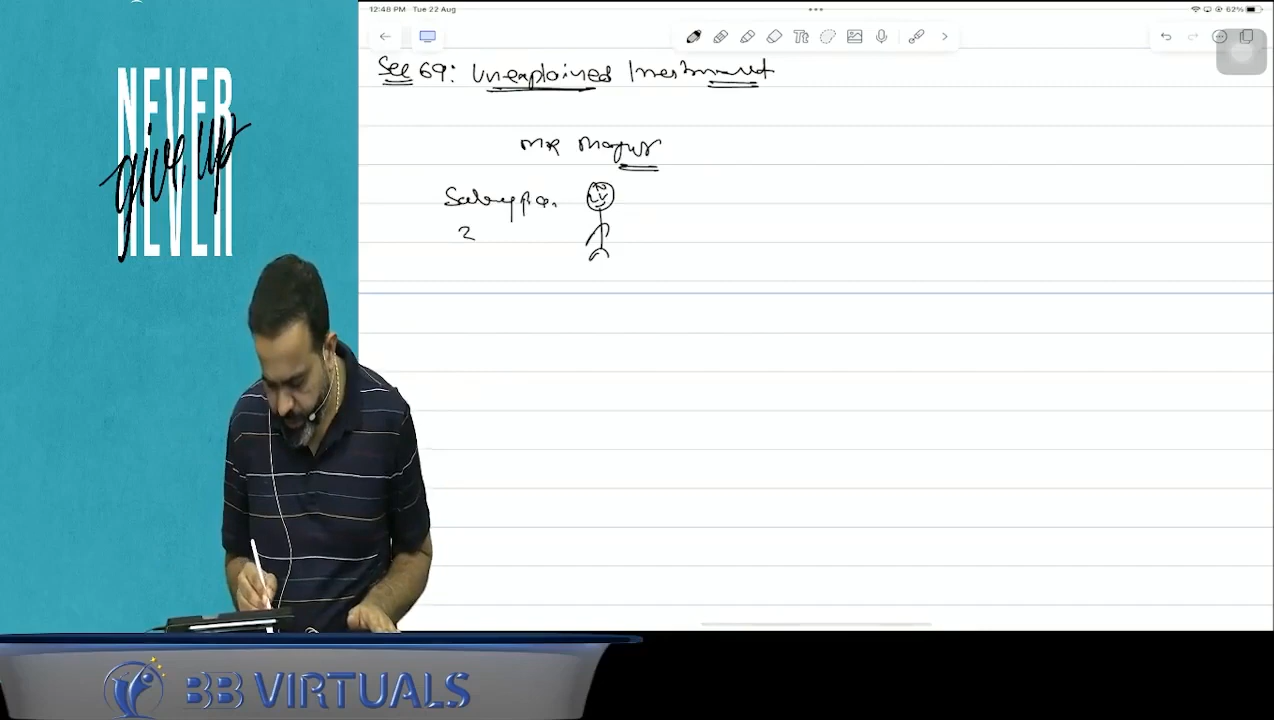 12:48 PM Tue 22 Aug
62%
NEVER
give up
NEVER
Sec 69: Unexplained Investment
Mr
Salary p.a.
2
BB VIRTUALS